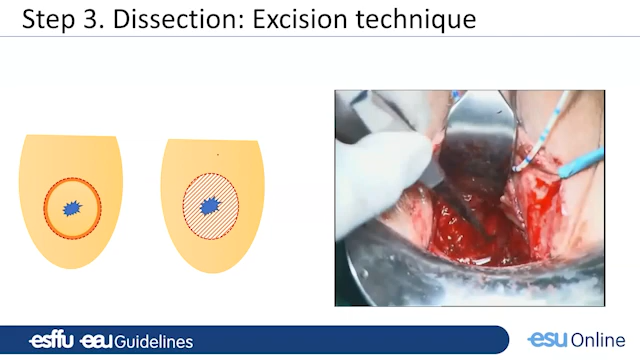 Step 3. Dissection: Excision technique
esffu eau Guidelines
esu Online